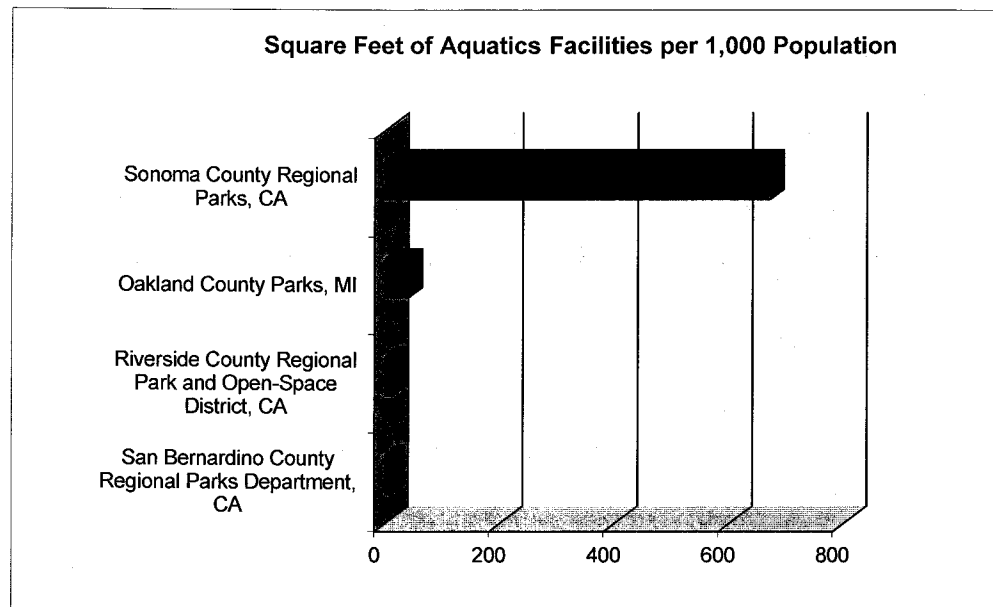 Square Feet of Aquatics Facilities per 1,000 Population
Sonoma County Regional
Parks, CA
Oakland County Parks, MI
Riverside County Regional
Park and Open-Space
District, CA
San Bernardino County
Regional Parks Department,
CA
0 200 400 600 800